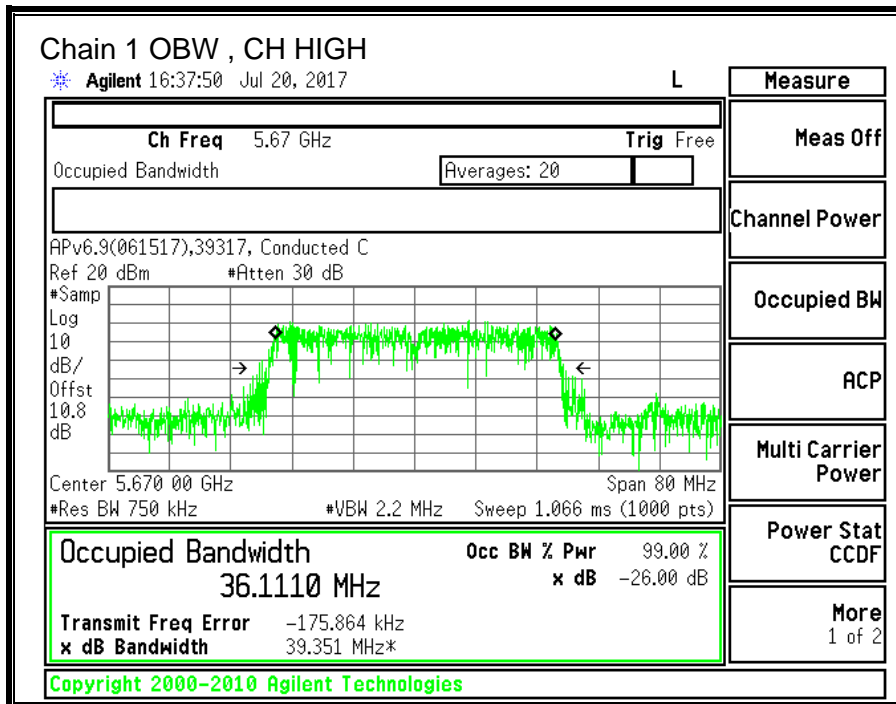 Chain 1 OBW , CH HIGH
Agilent 16:37:50 Jul 20, 2017 L
Measure
Ch Freq 5.67 GHz Trig Free
Occupied Bandwidth Averages: 20
APv6.9(061517),39317, Conducted C
Ref 20 dBm #Atten 30 dB
#Samp
Log
10
dB/
Offst
10.8
dB
Center 5.670 00 GHz Span 80 MHz
#Res BW 750 kHz #VBW 2.2 MHz Sweep 1.066 ms (1000 pts)
Occupied Bandwidth Occ BW % Pwr 99.00 %
36.1110 MHz x dB -26.00 dB
Transmit Freq Error -175.864 kHz
x dB Bandwidth 39.351 MHz*
Meas Off
Channel Power
Occupied BW
ACP
Multi Carrier
Power
Power Stat
CCDF
More
1 of 2
Copyright 2000-2010 Agilent Technologies